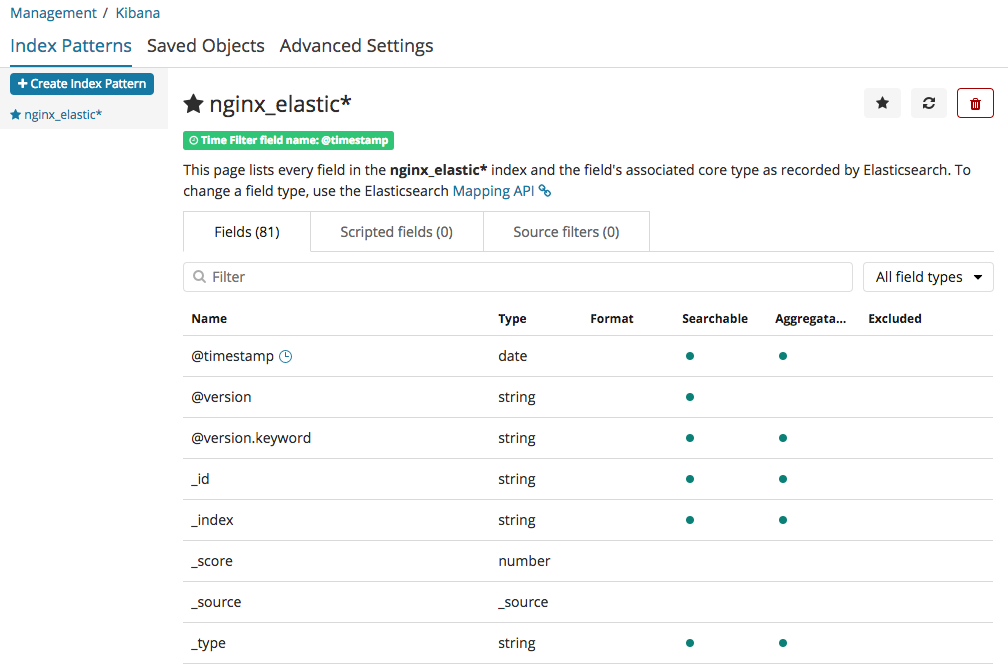 Management / Kibana
Index Patterns Saved Objects Advanced Settings
+ Create Index Pattern
nginx_elastic*
nginx_elastic*
Time Filter field name: @timestamp
This page lists every field in the nginx_elastic* index and the field's associated core type as recorded by Elasticsearch. To
change a field type, use the Elasticsearch Mapping API
Fields (81) Scripted fields (0) Source filters (0)
Filter All field types
Name Type Format Searchable Aggregata... Excluded
@timestamp date
@version string
@version.keyword string
_id string
_index string
_score number
_source _source
_type string